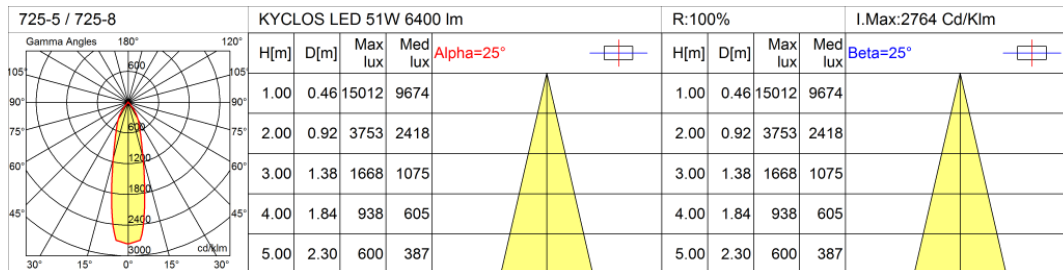 725-5 / 725-8 KYCLOS LED 51W 6400 lm R:100% I.Max:2764 Cd/Klm
Gamma Angles 180° 120°
H[m] D[m] Max lux Med lux Alpha=25° H[m] D[m] Max lux Med lux Beta=25°
600
105° 105°
1.00 0.46 15012 9674 1.00 0.46 15012 9674
90° 90°
600
2.00 0.92 3753 2418 2.00 0.92 3753 2418
75° 75°
1200
3.00 1.38 1668 1075 3.00 1.38 1668 1075
60° 60°
1800
4.00 1.84 938 605 4.00 1.84 938 605
45° 45°
2400
3000 cd/klm
5.00 2.30 600 387 5.00 2.30 600 387
30° 15° 0° 15° 30°